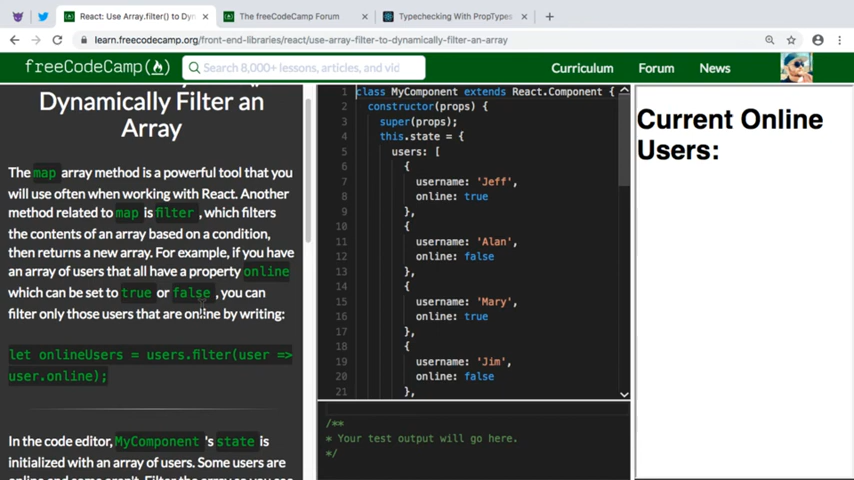 React: Use Array.filter() to Dyn
The freeCodeCamp Forum
Typechecking With PropTypes
learn.freecodecamp.org/front-end-libraries/react/use-array-filter-to-dynamically-filter-an-array
freeCodeCamp
Search 8,000+ lessons, articles, and vid
Curriculum
Forum
News
Dynamically Filter an
Array
The map array method is a powerful tool that you
will use often when working with React. Another
method related to map is filter , which filters
the contents of an array based on a condition,
then returns a new array. For example, if you have
an array of users that all have a property online
which can be set to true or false , you can
filter only those users that are online by writing:
let onlineUsers = users.filter(user =>
user.online);
In the code editor, MyComponent 's state is
initialized with an array of users. Some users are
1 class MyComponent extends React.Component {
2 constructor(props) {
3 super(props);
4 this.state = {
5 users: [
6 {
7 username: 'Jeff',
8 online: true
9 },
10 {
11 username: 'Alan',
12 online: false
13 },
14 {
15 username: 'Mary',
16 online: true
17 },
18 {
19 username: 'Jim',
20 online: false
21 },
/**
* Your test output will go here.
*/
Current Online
Users: